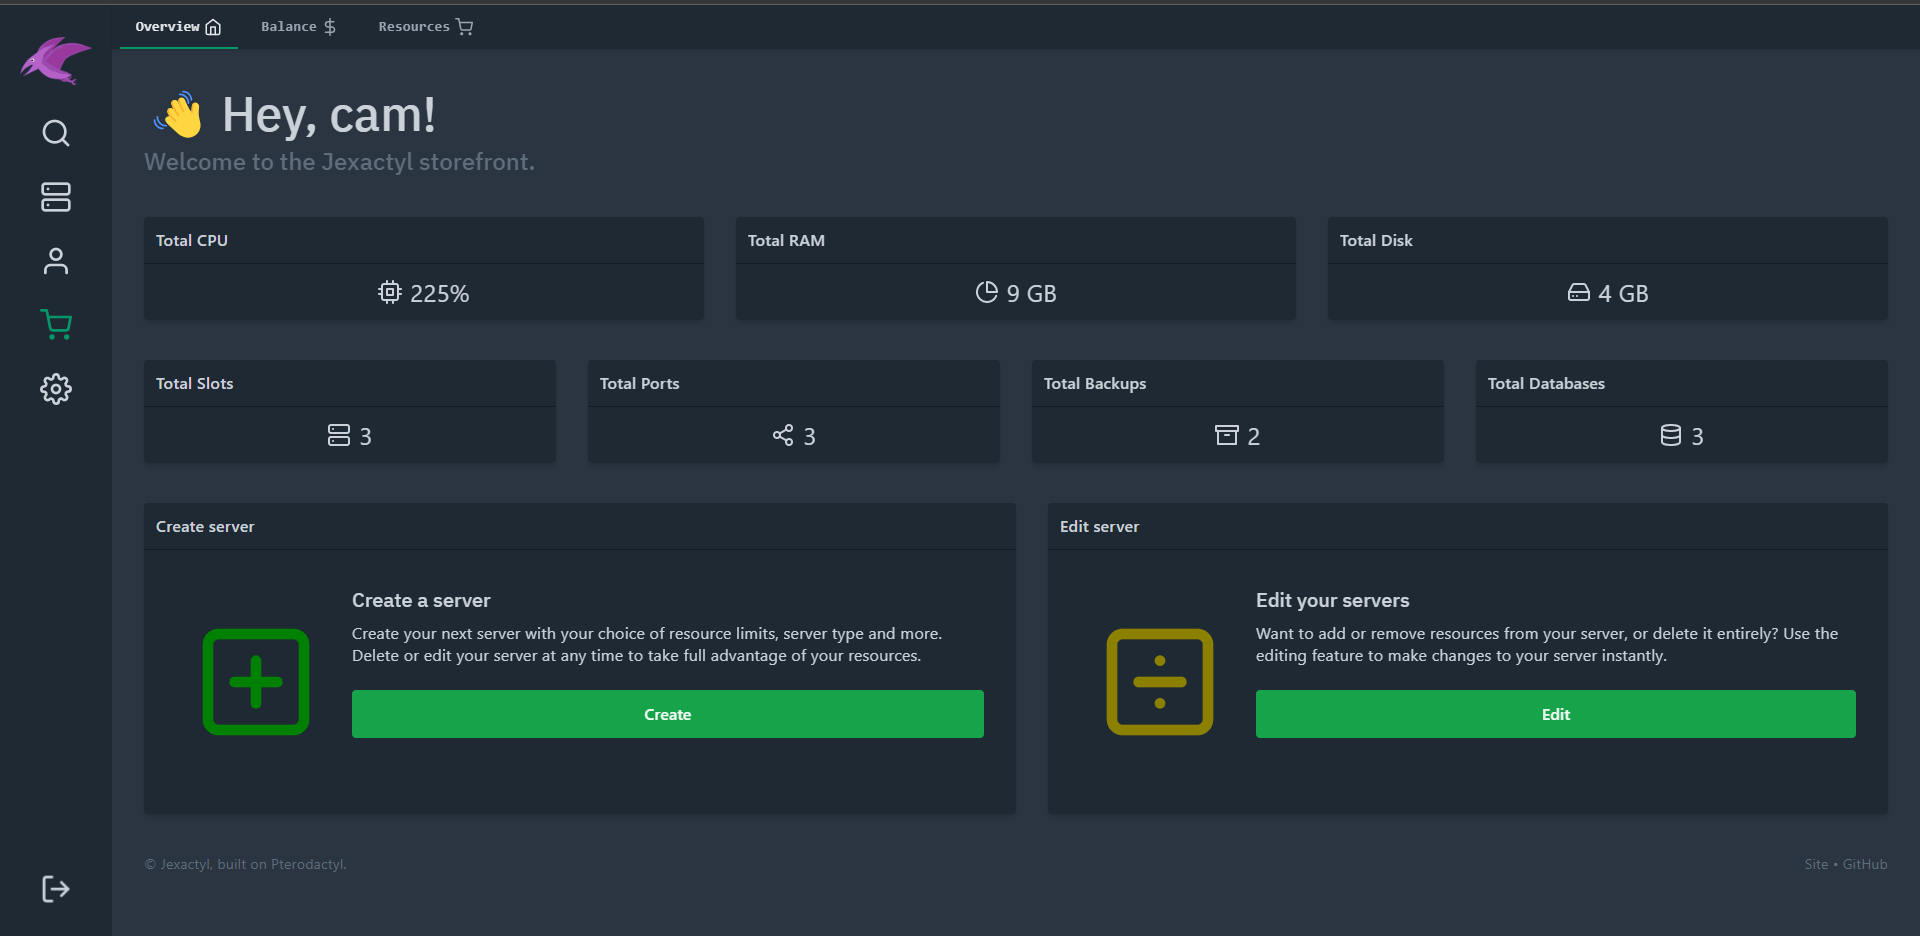 Overview
Balance
Resources
Hey, cam!
Welcome to the Jexactyl storefront.
Total CPU
225%
Total RAM
9 GB
Total Disk
4 GB
Total Slots
3
Total Ports
3
Total Backups
2
Total Databases
3
Create server
Create a server
Create your next server with your choice of resource limits, server type and more.
Delete or edit your server at any time to take full advantage of your resources.
Create
Edit server
Edit your servers
Want to add or remove resources from your server, or delete it entirely? Use the
editing feature to make changes to your server instantly.
Edit
© Jexactyl, built on Pterodactyl.
Site • GitHub